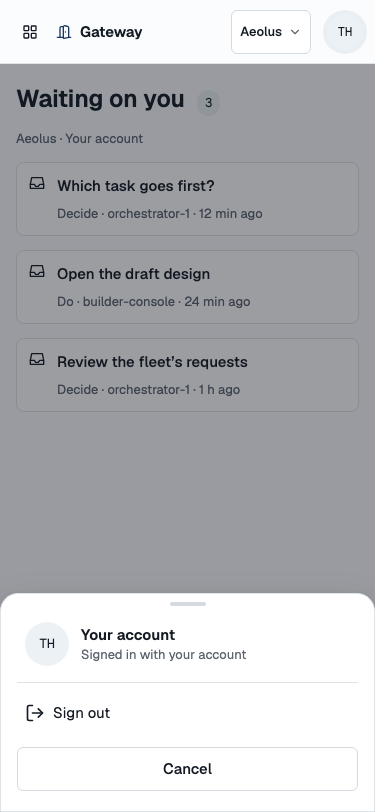 Gateway
Aeolus
TH
Waiting on you 3
Aeolus · Your account
Which task goes first?
Decide · orchestrator-1 · 12 min ago
Open the draft design
Do · builder-console · 24 min ago
Review the fleet's requests
Decide · orchestrator-1 · 1 h ago
TH
Your account
Signed in with your account
Sign out
Cancel